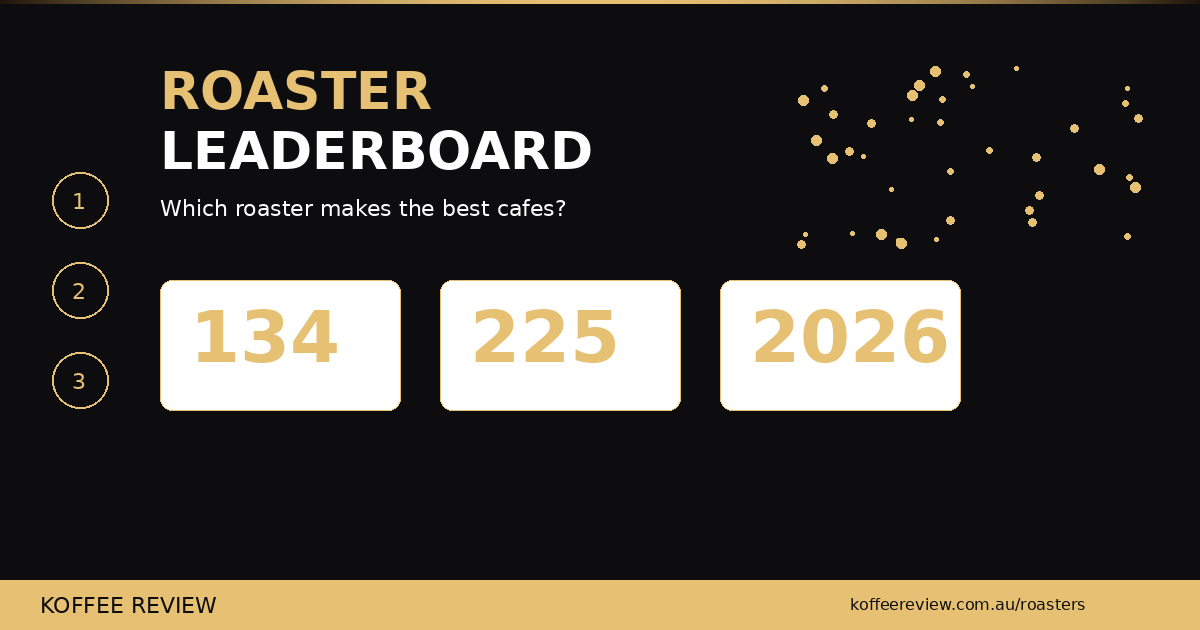 ROASTER
LEADERBOARD
Which roaster makes the best cafes?
1
2
3
134
225
2026
KOFFEE REVIEW
koffeereview.com.au/roasters